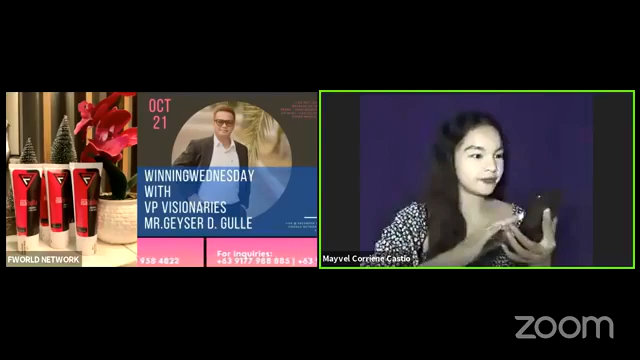 OCT
21
WINNINGWEDNESDAY
WITH
VP VISIONARIES
MR.GEYSER D. GULLE
938 4822
For inquiries:
+63 9177 988 885 | +63
FWORLD NETWORK
Mayvel Corriene Castio
zoom